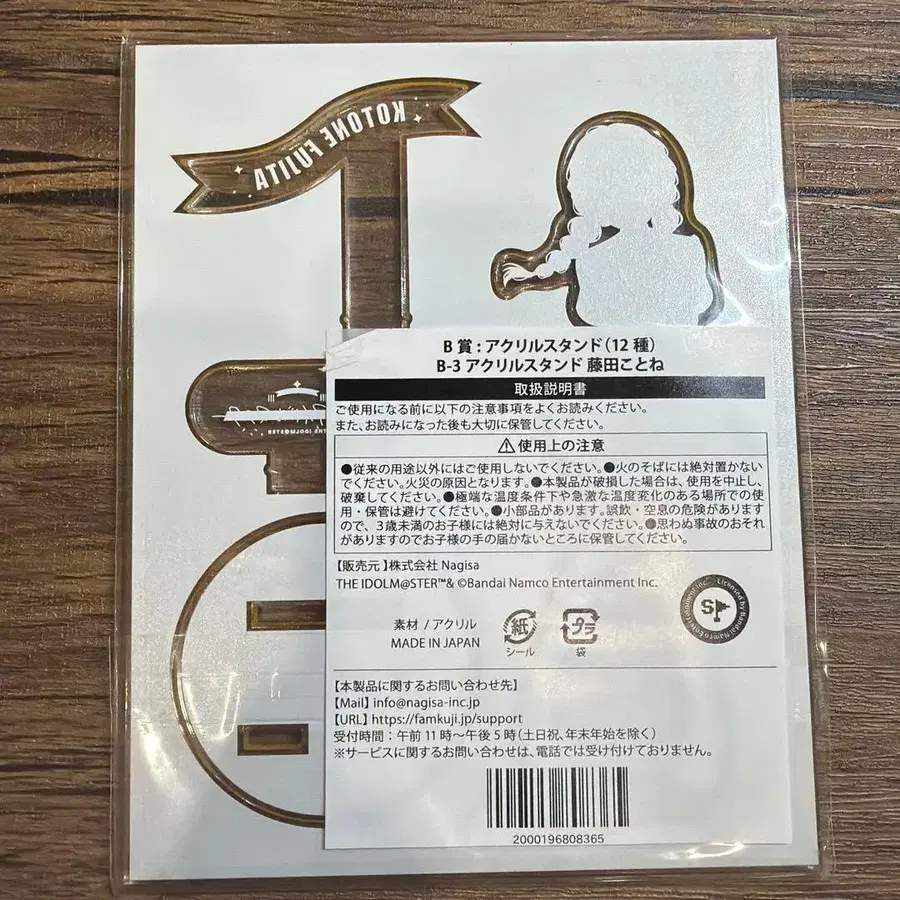 KOTONE FUJITA
THE IDOLM@STER
B 賞 : アクリルスタンド(12 種)
B-3 アクリルスタンド 藤田ことね
取扱説明書
ご使用になる前に以下の注意事項をよくお読みください。
また、お読みになった後も大切に保管してください。
⚠使用上の注意
●従来の用途以外にはご使用しないでください。●火のそばには絶対置かない
でください。火災の原因となります。●本製品が破損した場合は、使用を中止し、
破棄してください。●極端な温度条件下や急激な温度変化のある場所での使
用・保管は避けてください。●小部品があります。誤飲・窒息の危険があります
ので、3歳未満のお子様には絶対に与えないでください。●思わぬ事故のおそれ
がありますのでお子様の手の届かないところに保管してください。
【販売元】株式会社 Nagisa
THE IDOLM@STER™& ©Bandai Namco Entertainment Inc.
Licensed by Bandai Namco Entertainment Inc.
素材 / アクリル
MADE IN JAPAN
紙
シール
プラ
袋
【本製品に関するお問い合わせ先】
【Mail】info@nagisa-inc.jp
【URL】https://famkuji.jp/support
受付時間：午前 11 時～午後 5 時（土日祝、年末年始を除く）
※サービスに関するお問い合わせは、電話では受け付けておりません。
2000196808365